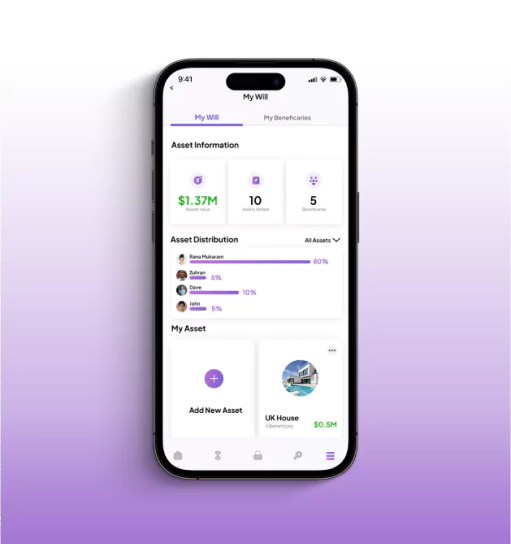 9:41
<
My Will
My Will My Beneficaries
Asset Information
$1.37M 10 5
Assets Value Assets Added Beneficiaries
Asset Distribution All Assets
Rana Mukaram
80%
Zuhran
5%
Dave
10%
John
5%
My Asset
Add New Asset
UK House
4 Beneficiary $0.5M